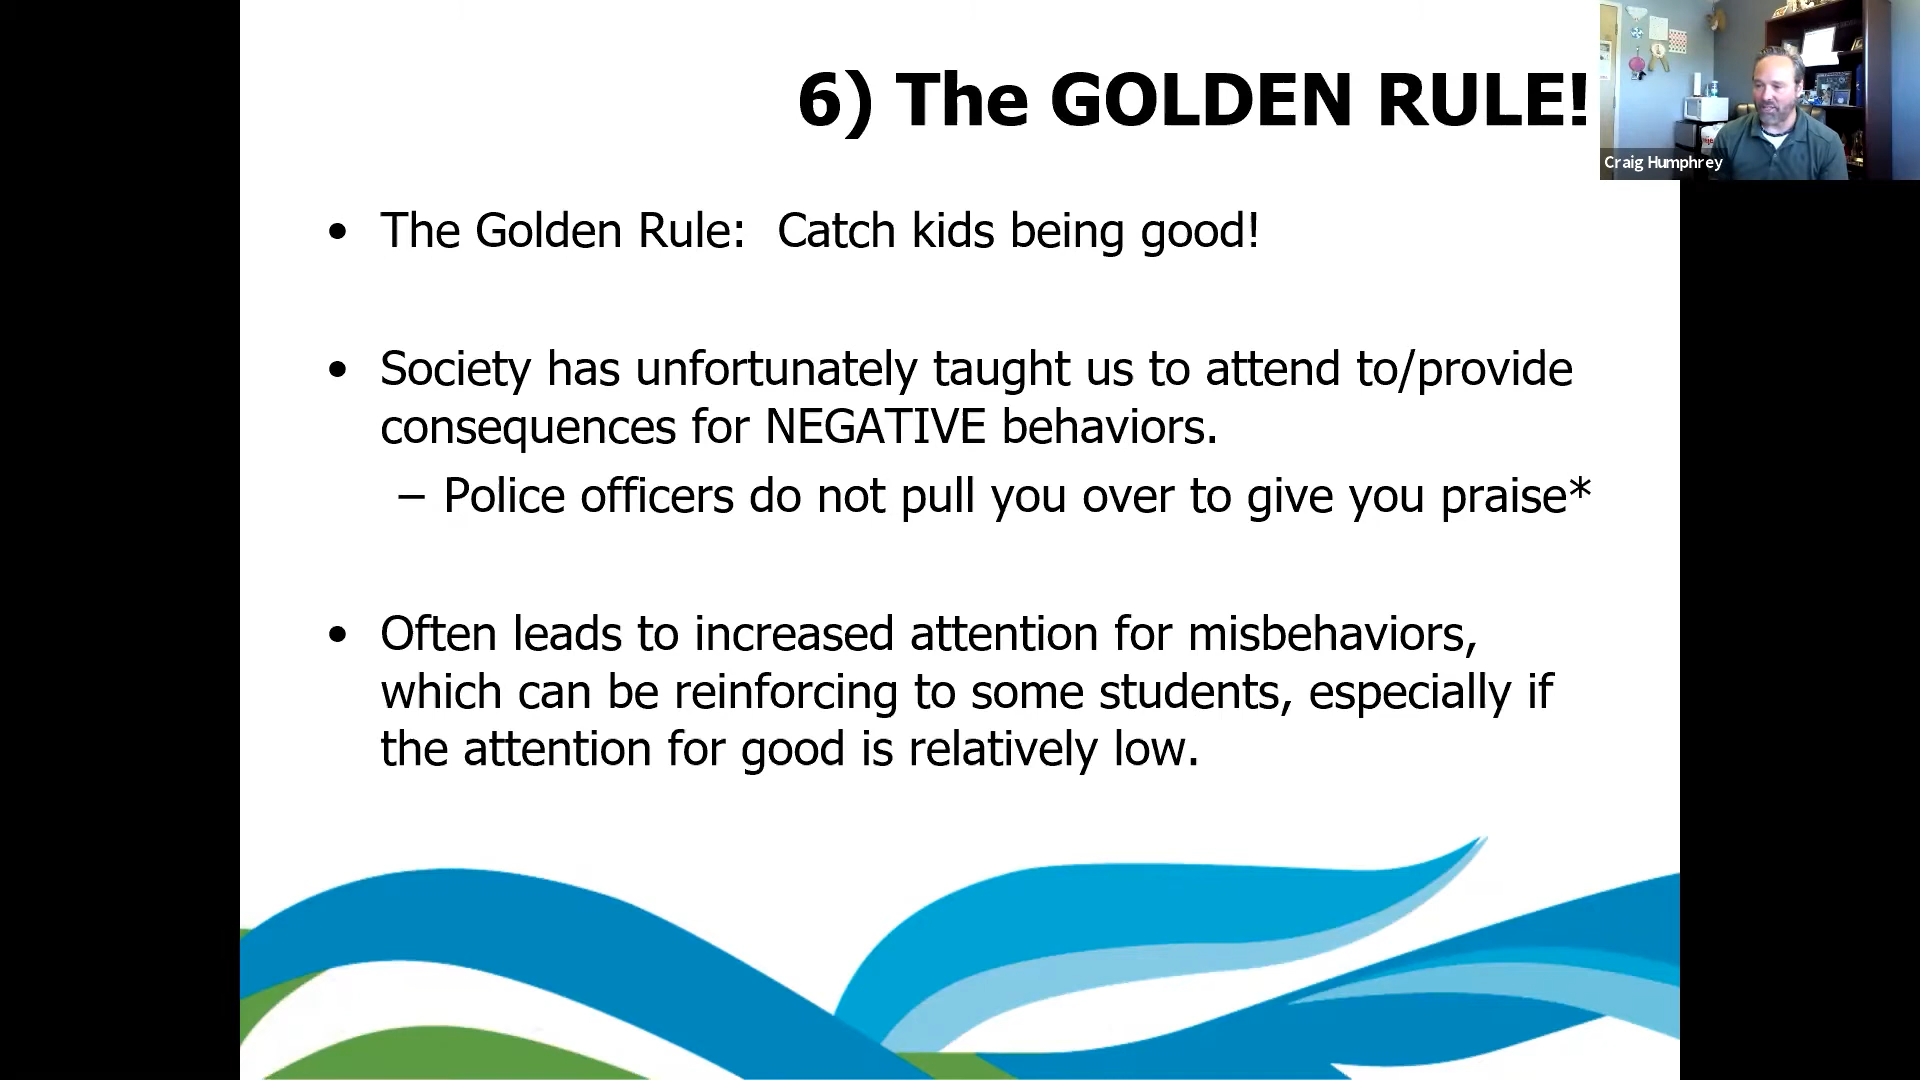 6) The GOLDEN RULE!
Craig Humphrey
• The Golden Rule:  Catch kids being good!
• Society has unfortunately taught us to attend to/provide
consequences for NEGATIVE behaviors.
– Police officers do not pull you over to give you praise*
• Often leads to increased attention for misbehaviors,
which can be reinforcing to some students, especially if
the attention for good is relatively low.